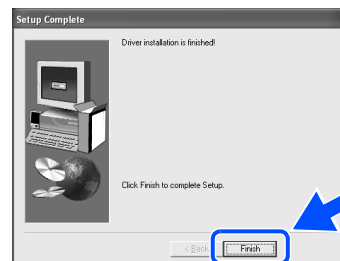 Setup Complete
Driver installation is finished!
Click Finish to complete Setup.
< Back
Finish